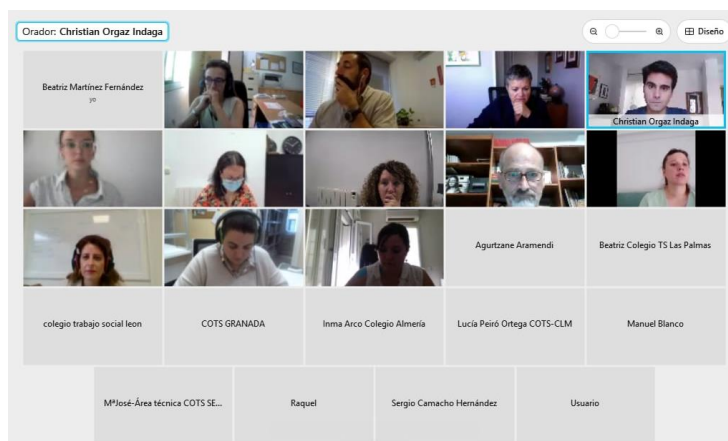 Orador: Christian Orgaz Indaga
Diseño
Beatriz Martínez Fernández
yo
Christian Orgaz Indaga
Agurtzane Aramendi
Beatriz Colegio TS Las Palmas
colegio trabajo social leon
COTS GRANADA
Inma Arco Colegio Almería
Lucía Peiró Ortega COTS-CLM
Manuel Blanco
MªJosé-Área técnica COTS SE...
Raquel
Sergio Camacho Hernández
Usuario